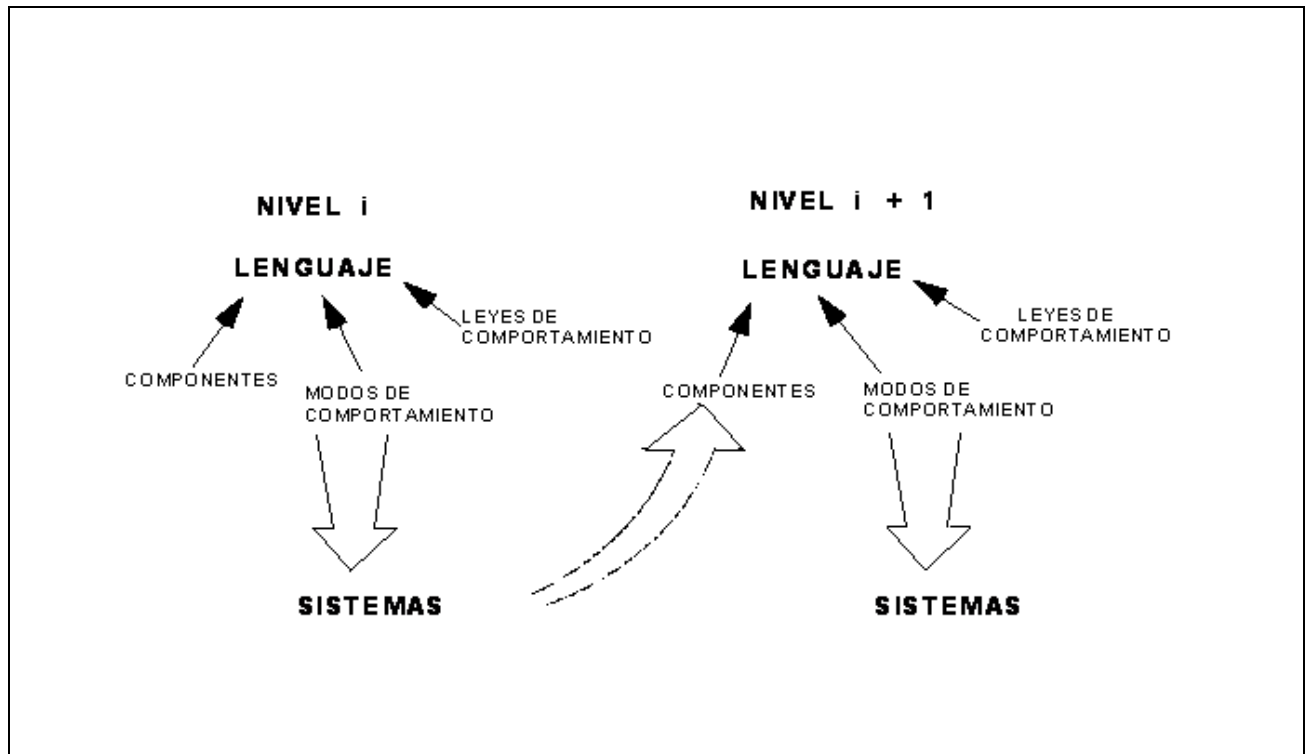 NIVEL i
LENGUAJE
LEYES DE
COMPORTAMIENTO
COMPONENTES
MODOS DE
COMPORTAMIENTO
SISTEMAS
NIVEL i + 1
LENGUAJE
LEYES DE
COMPORTAMIENTO
COMPONENTES
MODOS DE
COMPORTAMIENTO
SISTEMAS